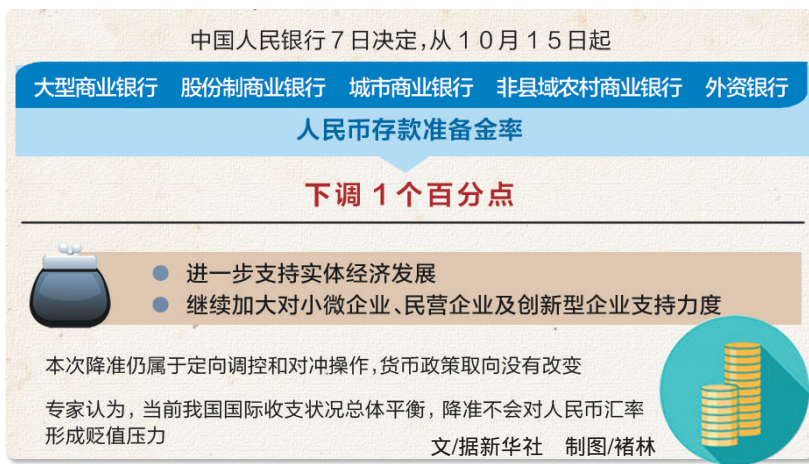 中国人民银行7日决定,从10月15日起
大型商业银行 股份制商业银行 城市商业银行 非县域农村商业银行 外资银行
人民币存款准备金率
下调1个百分点
● 进一步支持实体经济发展
● 继续加大对小微企业、民营企业及创新型企业支持力度
本次降准仍属于定向调控和对冲操作,货币政策取向没有改变
专家认为,当前我国国际收支状况总体平衡,降准不会对人民币汇率
形成贬值压力
文/据新华社 制图/褚林